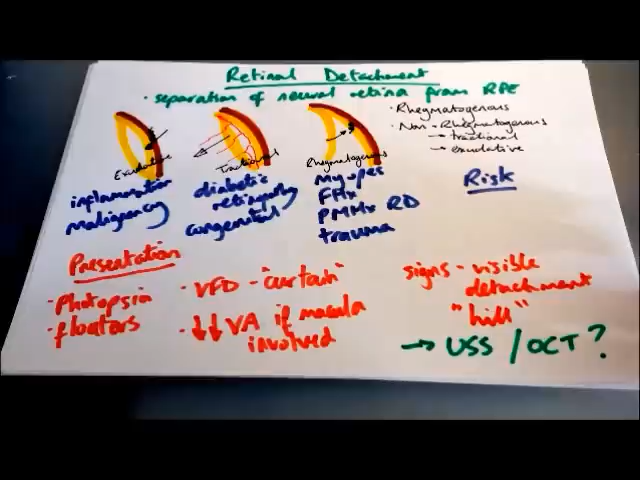 Retinal Detachment
· separation of neural retina from RPE
· Rhegmatogenous
· Non-Rhegmatogenous
→ tractional
→ exudative
Exudative
Tractional
Rhegmatogenous
inflammation
malignancy
diabetic
retinopathy
congenital
myopes
FHx
PMHx RD
trauma
Risk
Presentation
· Photopsia
· floaters
· VFD - "curtain"
· ↓↓ VA if macula
involved
signs - visible
detachment
"hill"
→ USS / OCT?